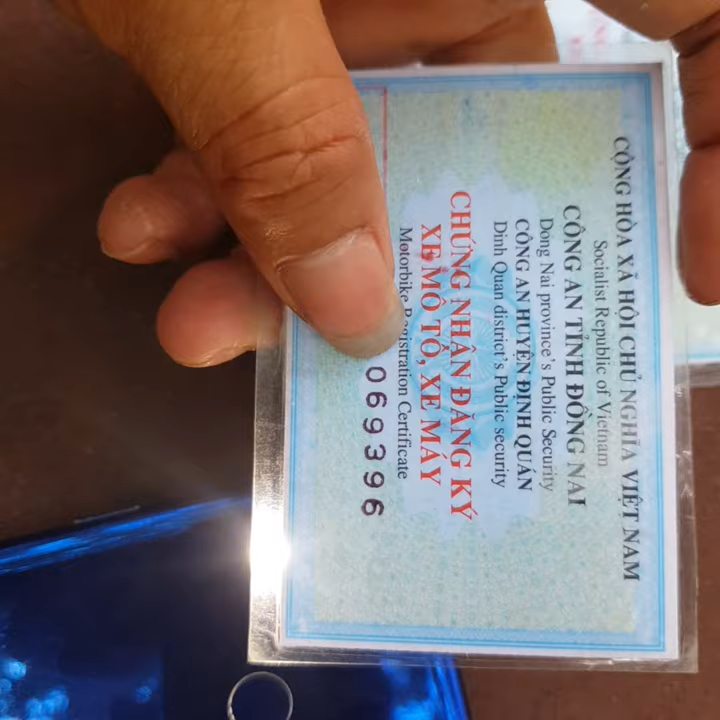 CỘNG HÒA XÃ HỘI CHỦ NGHĨA VIỆT NAM
Socialist Republic of Vietnam
CÔNG AN TỈNH ĐỒNG NAI
Dong Nai province's Public Security
CÔNG AN HUYỆN ĐỊNH QUÁN
Dinh Quan district's Public security
CHỨNG NHẬN ĐĂNG KÝ
XE MÔ TÔ, XE MÁY
Motorbike Registration Certificate
069396